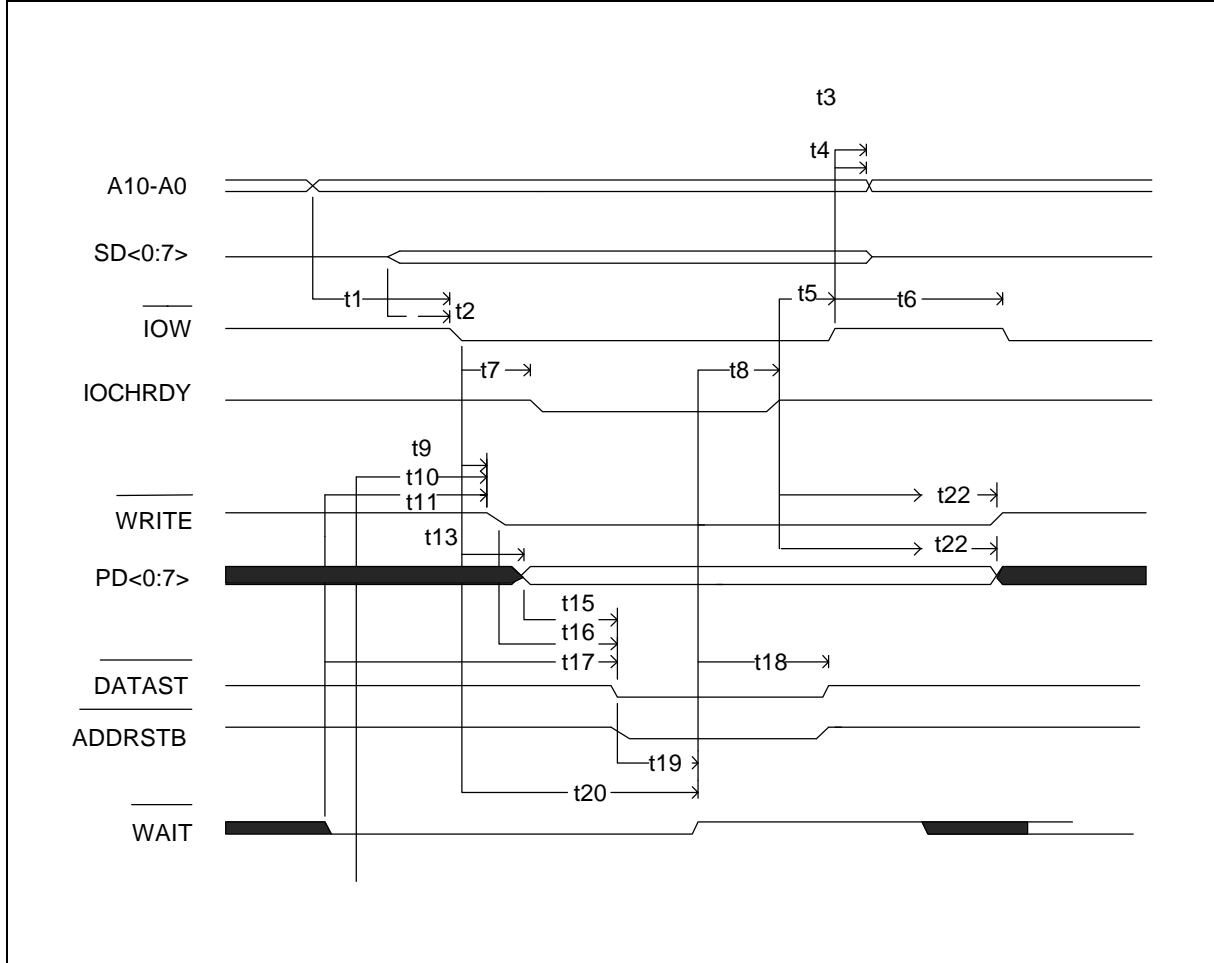 t3
t4
A10-A0
SD<0:7>
t1
t2
t5
t6
IOW
t7
t8
IOCHRDY
t9
t10
t11
t22
WRITE
t13
t22
PD<0:7>
t15
t16
t17
t18
DATAST
ADDRSTB
t19
t20
WAIT